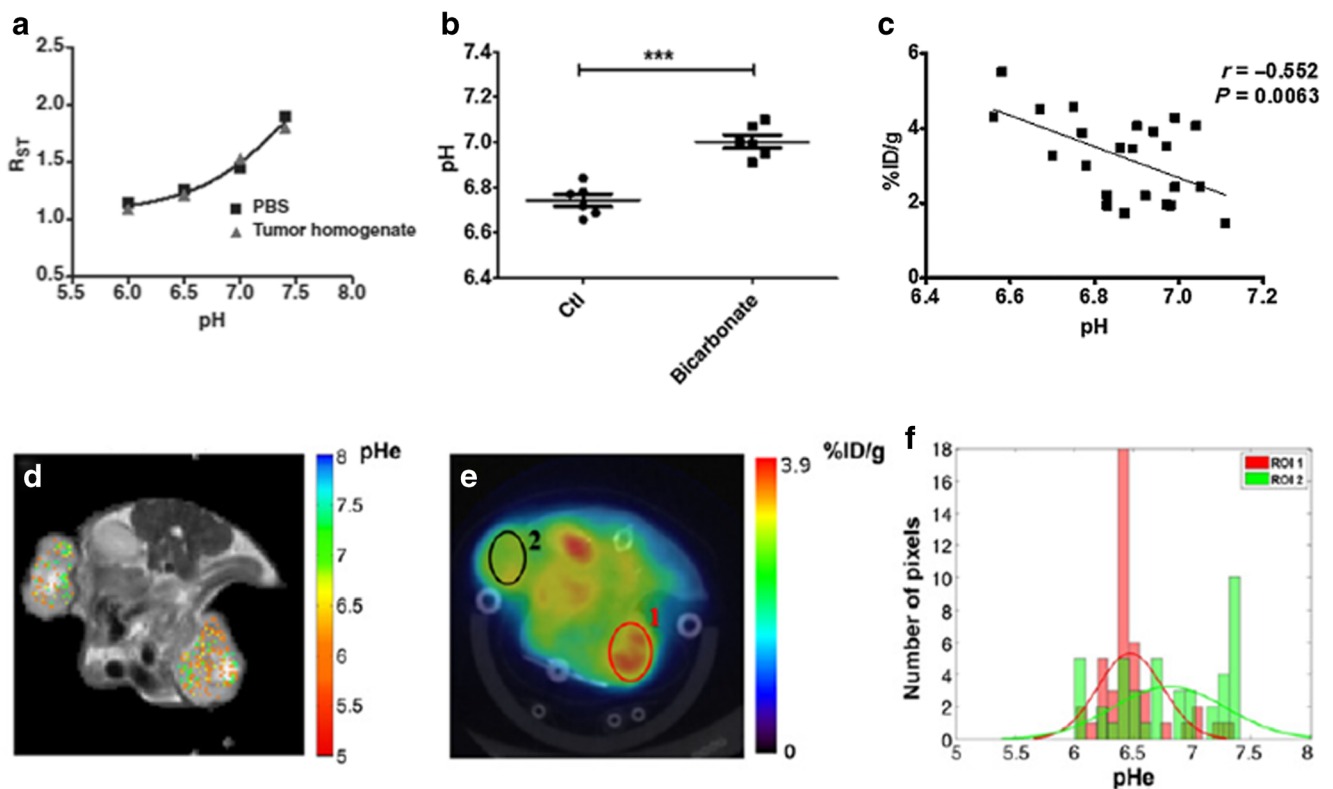 a
2.5
2.0
1.5
1.0
0.5
R_ST
5.5 6.0 6.5 7.0 7.5 8.0
pH
PBS
Tumor homogenate
b
7.4
7.2
7.0
6.8
6.6
6.4
pH
***
Ctl
Bicarbonate
c
6
4
2
0
%ID/g
r = −0.552
P = 0.0063
6.4 6.6 6.8 7.0 7.2
pH
d
pHe
8
7.5
7
6.5
6
5.5
5
e
2
1
%ID/g
3.9
0
f
18
16
14
12
10
8
6
4
2
0
Number of pixels
ROI 1
ROI 2
5 5.5 6 6.5 7 7.5 8
pHe